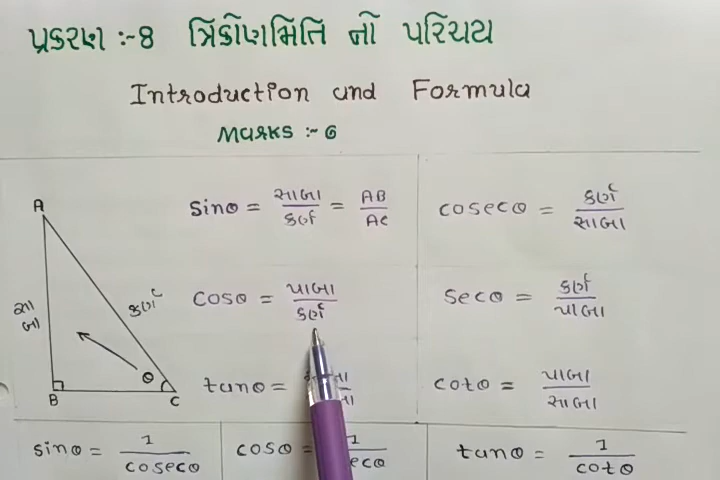 પ્રકરણ :- 8 ત્રિકોણમિતિ નો પરિચય
Introduction and Formula
Marks :- 6
A
સા બા
કર્ણ
θ
B C
sinθ = સાબા / કર્ણ = AB / AC
cosecθ = કર્ણ / સાબા
cosθ = પાબા / કર્ણ
secθ = કર્ણ / પાબા
tanθ =
cotθ = પાબા / સાબા
sinθ = 1 / cosecθ
cosθ = 1
tanθ = 1 / cotθ